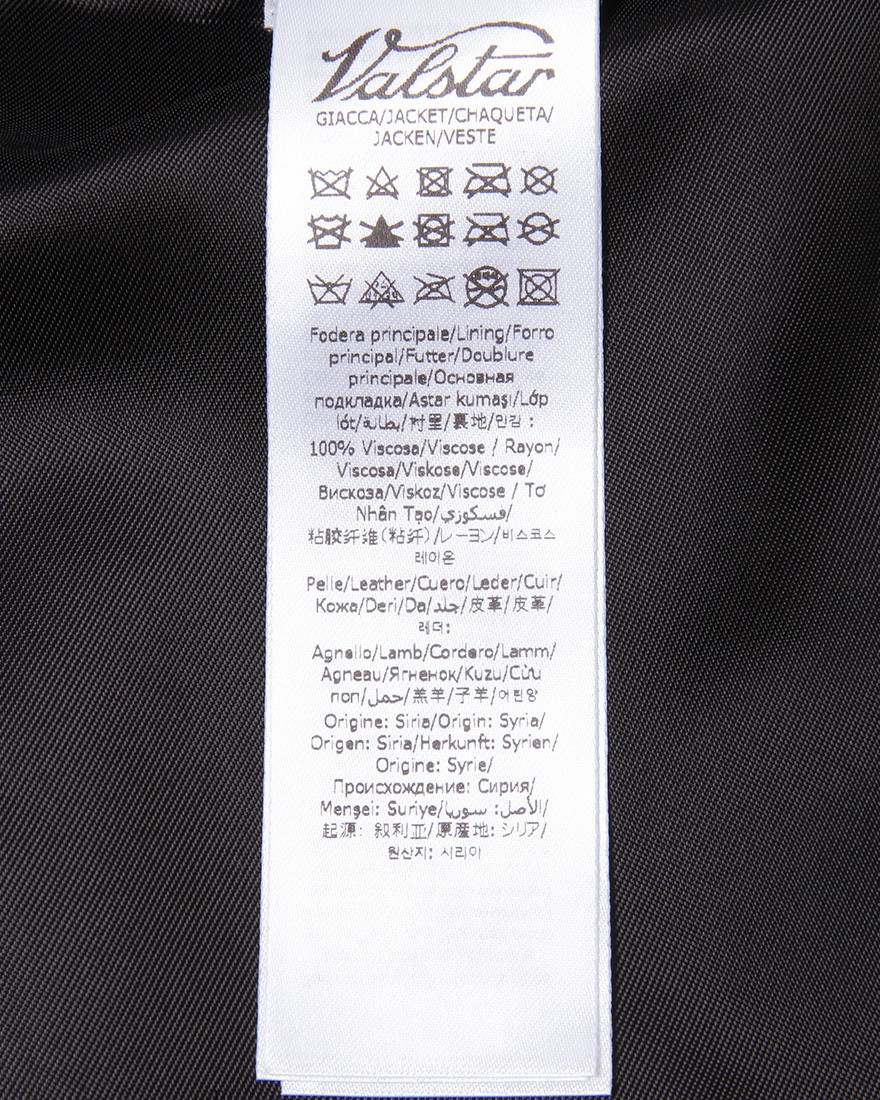 Valstar
GIACCA/JACKET/CHAQUETA/
JACKEN/VESTE
Fodera principale/Lining/Forro
principal/Futter/Doublure
principale/Основная
подкладка/Astar kumaşı/Lớp
lót/بطانة/衬里/裏地/안감 :
100% Viscosa/Viscose / Rayon/
Viscosa/Viskose/Viscose/
Вискоза/Viskoz/Viscose / Tơ
Nhân Tạo/فسكوزي/
粘胶纤维(粘纤)/レーヨン/비스코스
레이온
Pelle/Leather/Cuero/Leder/Cuir/
Кожа/Deri/Da/جلد/皮革/皮革/
레더:
Agnello/Lamb/Cordero/Lamm/
Agneau/Ягненок/Kuzu/Cừu
non/حمل/羔羊/子羊/어린양
Origine: Siria/Origin: Syria/
Origen: Siria/Herkunft: Syrien/
Origine: Syrie/
Происхождение: Сирия/
Menşei: Suriye/الأصل: سوريا/
起源: 叙利亚/原産地: シリア/
원산지: 시리아